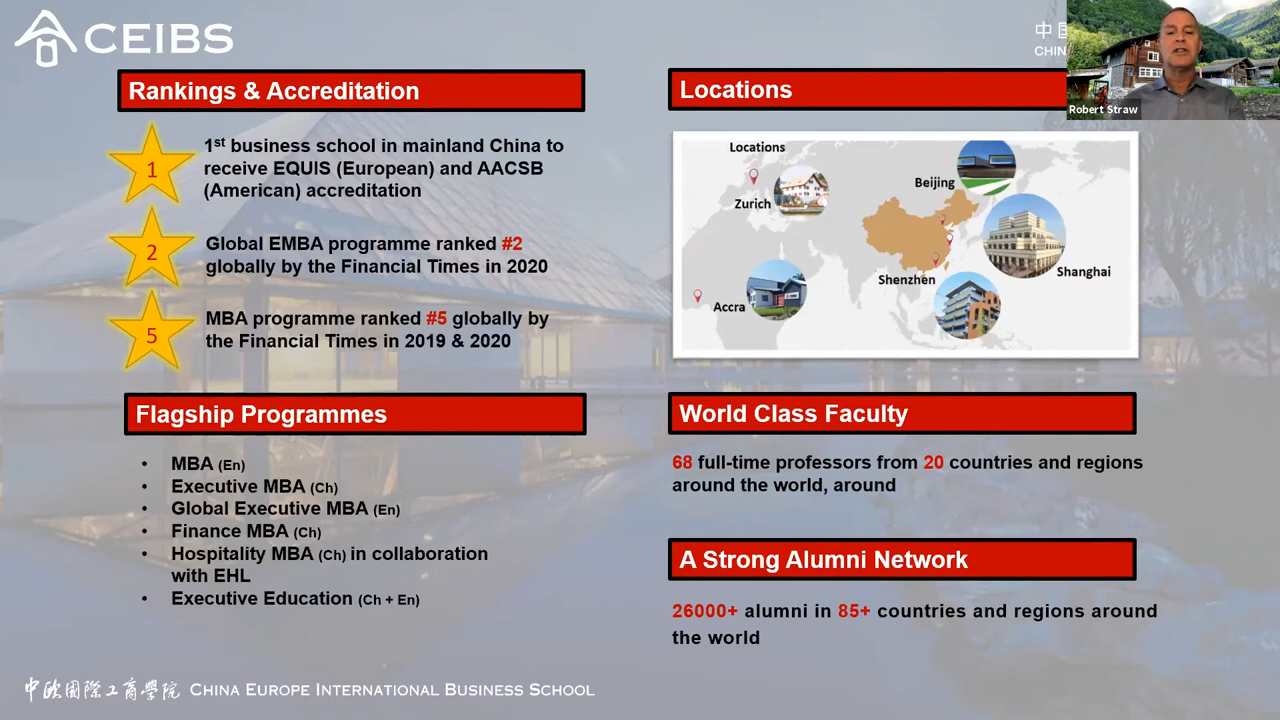 CEIBS
中
CHIN
Robert Straw
Rankings & Accreditation
1
1st business school in mainland China to
receive EQUIS (European) and AACSB
(American) accreditation
2
Global EMBA programme ranked #2
globally by the Financial Times in 2020
5
MBA programme ranked #5 globally by
the Financial Times in 2019 & 2020
Flagship Programmes
• MBA (En)
• Executive MBA (Ch)
• Global Executive MBA (En)
• Finance MBA (Ch)
• Hospitality MBA (Ch) in collaboration
with EHL
• Executive Education (Ch + En)
Locations
Locations
Zurich
Beijing
Shanghai
Shenzhen
Accra
World Class Faculty
68 full-time professors from 20 countries and regions
around the world, around
A Strong Alumni Network
26000+ alumni in 85+ countries and regions around
the world
中欧国际工商学院 CHINA EUROPE INTERNATIONAL BUSINESS SCHOOL